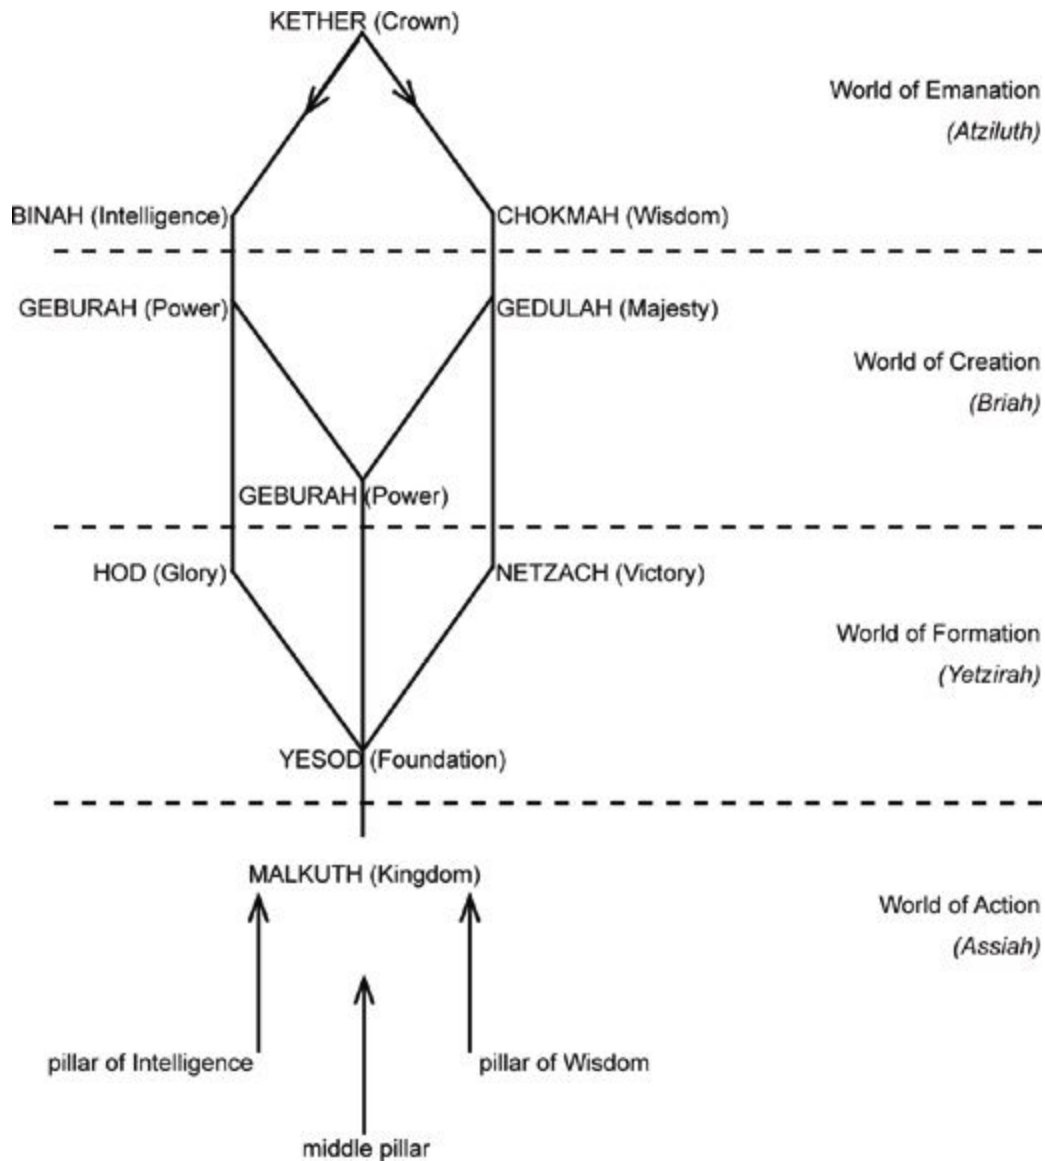 KETHER (Crown)
World of Emanation
(Atziluth)
BINAH (Intelligence)
CHOKMAH (Wisdom)
GEBURAH (Power)
GEDULAH (Majesty)
World of Creation
(Briah)
GEBURAH (Power)
HOD (Glory)
NETZACH (Victory)
World of Formation
(Yetzirah)
YESOD (Foundation)
MALKUTH (Kingdom)
World of Action
(Assiah)
pillar of Intelligence
pillar of Wisdom
middle pillar